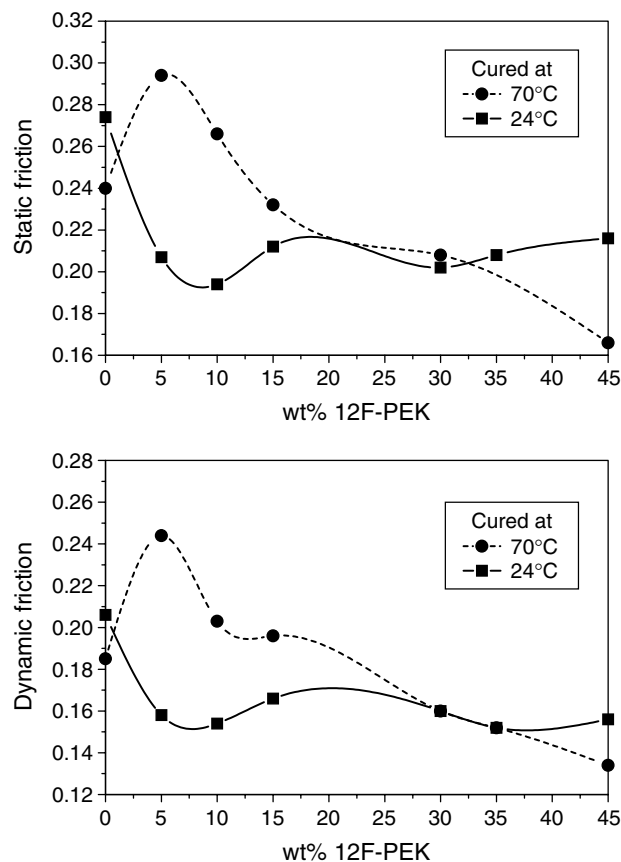 0.32
0.30
0.28
0.26
0.24
0.22
0.20
0.18
0.16
Static friction
Cured at
70°C
24°C
0 5 10 15 20 25 30 35 40 45
wt% 12F-PEK
0.28
0.26
0.24
0.22
0.20
0.18
0.16
0.14
0.12
Dynamic friction
Cured at
70°C
24°C
0 5 10 15 20 25 30 35 40 45
wt% 12F-PEK